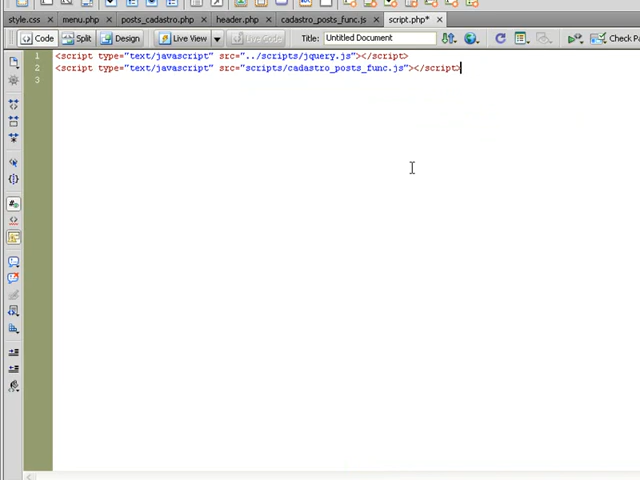 style.css × menu.php × posts_cadastro.php × header.php × cadastro_posts_func.js × script.php* ×
Code Split Design Live View Live Code Title: Untitled Document Check Pa
1 <script type="text/javascript" src="../scripts/jquery.js"></script>
2 <script type="text/javascript" src="scripts/cadastro_posts_func.js"></script>
3